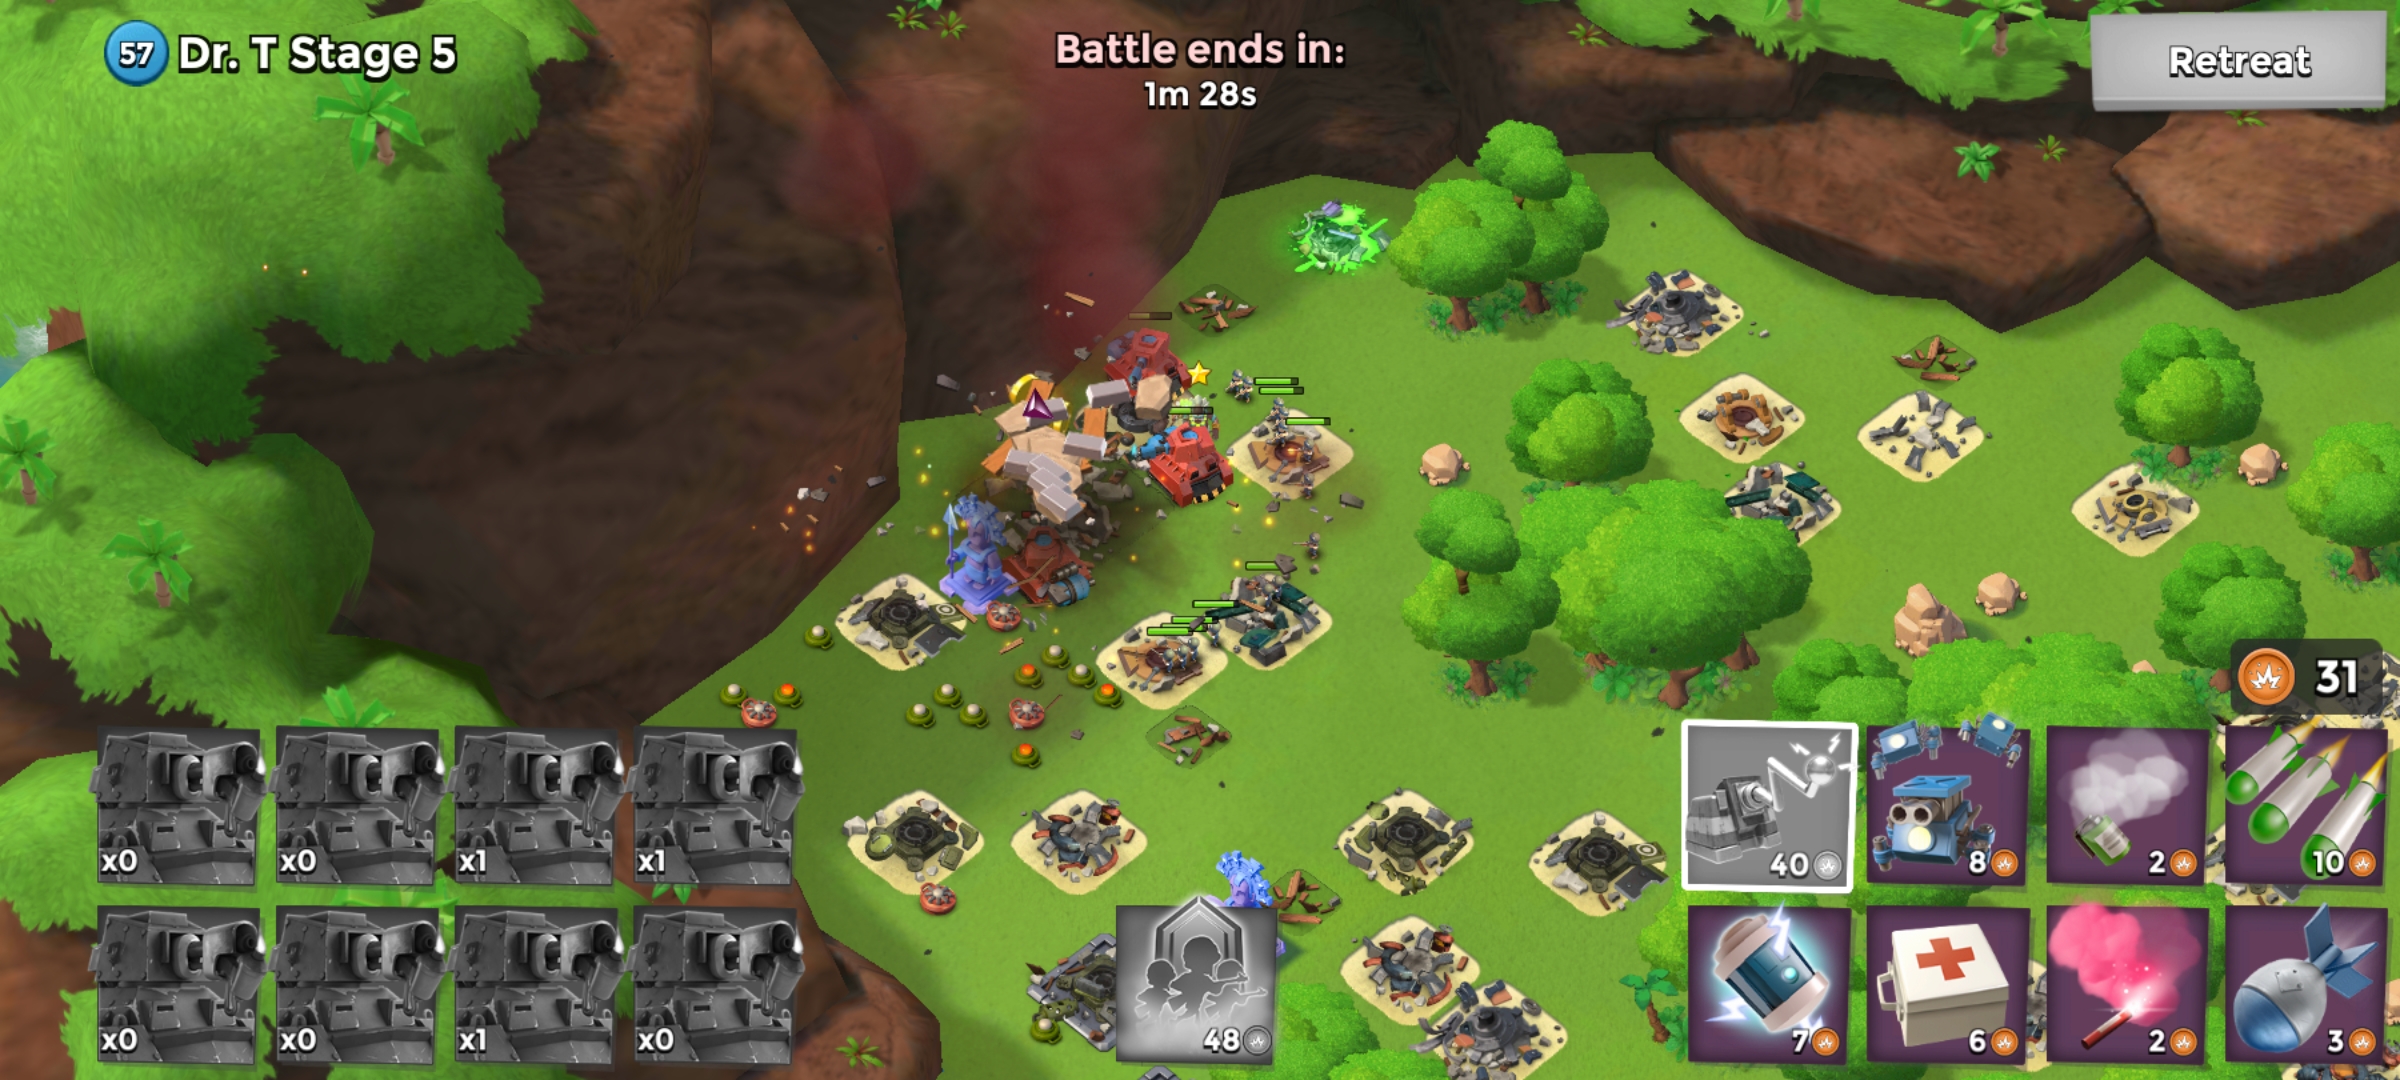 57 Dr. T Stage 5
Battle ends in:
1m 28s
Retreat
31
x0 x0 x1 x1
40 8 2 10
x0 x0 x1 x0
48
7 6 2 3